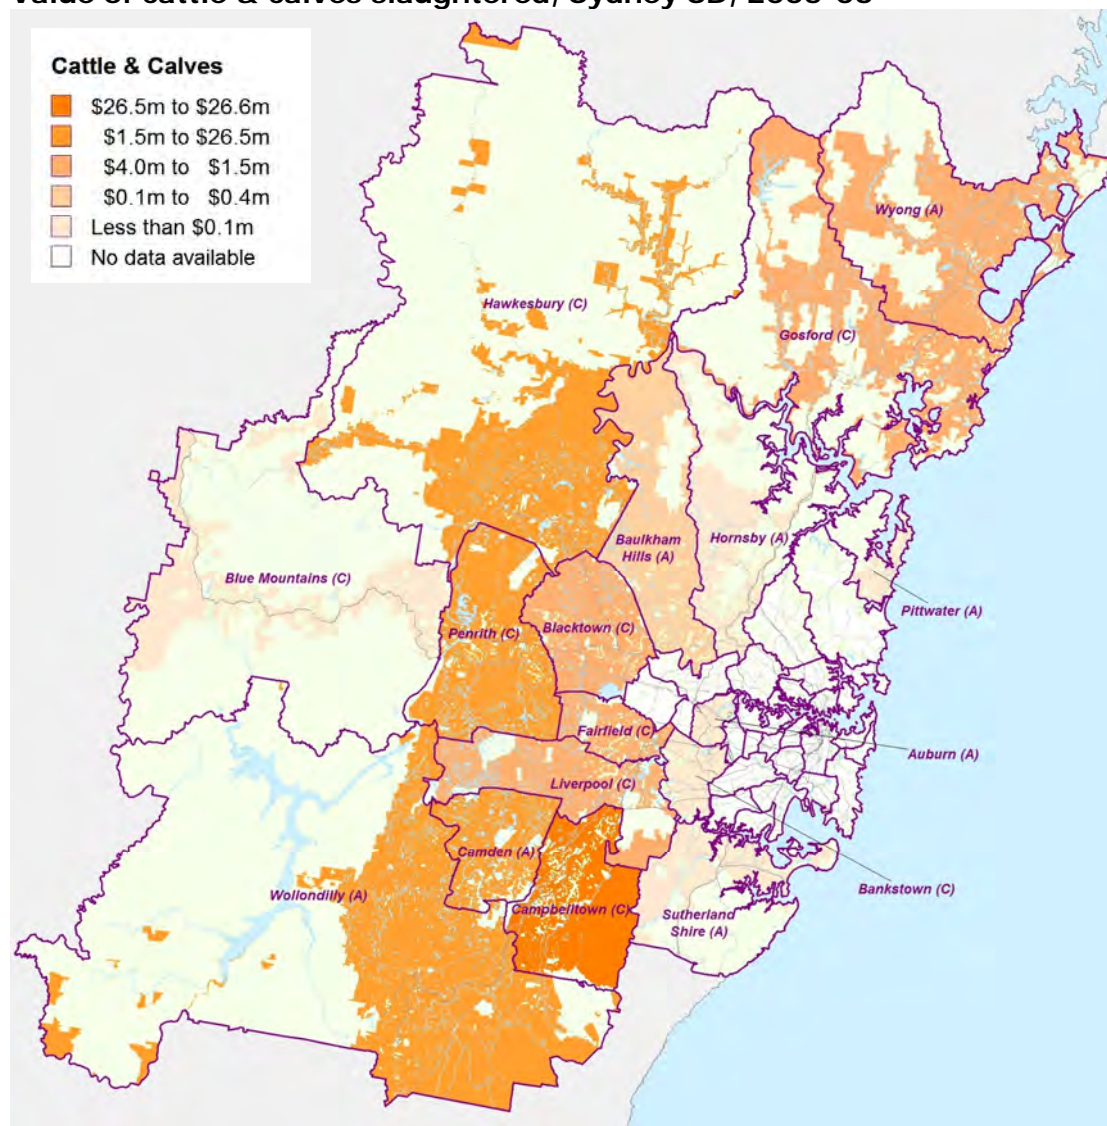 Cattle & Calves
$26.5m to $26.6m
$1.5m to $26.5m
$4.0m to $1.5m
$0.1m to $0.4m
Less than $0.1m
No data available
Wyong (A)
Hawkesbury (C)
Gosford (C)
Baulkham
Hills (A)
Hornsby (A)
Blue Mountains (C)
Pittwater (A)
Penrith (C)
Blacktown (C)
Fairfield (C)
Auburn (A)
Liverpool (C)
Camden (A)
Wollondilly (A)
Bankstown (C)
Campbelltown (C)
Sutherland
Shire (A)